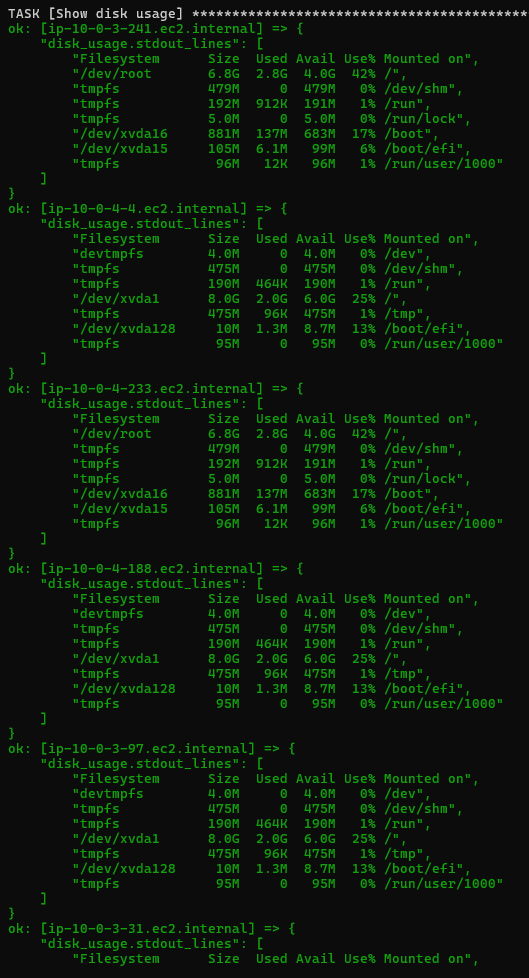 TASK [Show disk usage] ******************************************
ok: [ip-10-0-3-241.ec2.internal] => {
    "disk_usage.stdout_lines": [
        "Filesystem      Size  Used Avail Use% Mounted on",
        "/dev/root       6.8G  2.8G  4.0G  42% /",
        "tmpfs           479M     0  479M   0% /dev/shm",
        "tmpfs           192M  912K  191M   1% /run",
        "tmpfs           5.0M     0  5.0M   0% /run/lock",
        "/dev/xvda16     881M  137M  683M  17% /boot",
        "/dev/xvda15     105M  6.1M   99M   6% /boot/efi",
        "tmpfs            96M   12K   96M   1% /run/user/1000"
    ]
}
ok: [ip-10-0-4-4.ec2.internal] => {
    "disk_usage.stdout_lines": [
        "Filesystem      Size  Used Avail Use% Mounted on",
        "devtmpfs        4.0M     0  4.0M   0% /dev",
        "tmpfs           475M     0  475M   0% /dev/shm",
        "tmpfs           190M  464K  190M   1% /run",
        "/dev/xvda1      8.0G  2.0G  6.0G  25% /",
        "tmpfs           475M   96K  475M   1% /tmp",
        "/dev/xvda128     10M  1.3M  8.7M  13% /boot/efi",
        "tmpfs            95M     0   95M   0% /run/user/1000"
    ]
}
ok: [ip-10-0-4-233.ec2.internal] => {
    "disk_usage.stdout_lines": [
        "Filesystem      Size  Used Avail Use% Mounted on",
        "/dev/root       6.8G  2.8G  4.0G  42% /",
        "tmpfs           479M     0  479M   0% /dev/shm",
        "tmpfs           192M  912K  191M   1% /run",
        "tmpfs           5.0M     0  5.0M   0% /run/lock",
        "/dev/xvda16     881M  137M  683M  17% /boot",
        "/dev/xvda15     105M  6.1M   99M   6% /boot/efi",
        "tmpfs            96M   12K   96M   1% /run/user/1000"
    ]
}
ok: [ip-10-0-4-188.ec2.internal] => {
    "disk_usage.stdout_lines": [
        "Filesystem      Size  Used Avail Use% Mounted on",
        "devtmpfs        4.0M     0  4.0M   0% /dev",
        "tmpfs           475M     0  475M   0% /dev/shm",
        "tmpfs           190M  464K  190M   1% /run",
        "/dev/xvda1      8.0G  2.0G  6.0G  25% /",
        "tmpfs           475M   96K  475M   1% /tmp",
        "/dev/xvda128     10M  1.3M  8.7M  13% /boot/efi",
        "tmpfs            95M     0   95M   0% /run/user/1000"
    ]
}
ok: [ip-10-0-3-97.ec2.internal] => {
    "disk_usage.stdout_lines": [
        "Filesystem      Size  Used Avail Use% Mounted on",
        "devtmpfs        4.0M     0  4.0M   0% /dev",
        "tmpfs           475M     0  475M   0% /dev/shm",
        "tmpfs           190M  464K  190M   1% /run",
        "/dev/xvda1      8.0G  2.0G  6.0G  25% /",
        "tmpfs           475M   96K  475M   1% /tmp",
        "/dev/xvda128     10M  1.3M  8.7M  13% /boot/efi",
        "tmpfs            95M     0   95M   0% /run/user/1000"
    ]
}
ok: [ip-10-0-3-31.ec2.internal] => {
    "disk_usage.stdout_lines": [
        "Filesystem      Size  Used Avail Use% Mounted on",